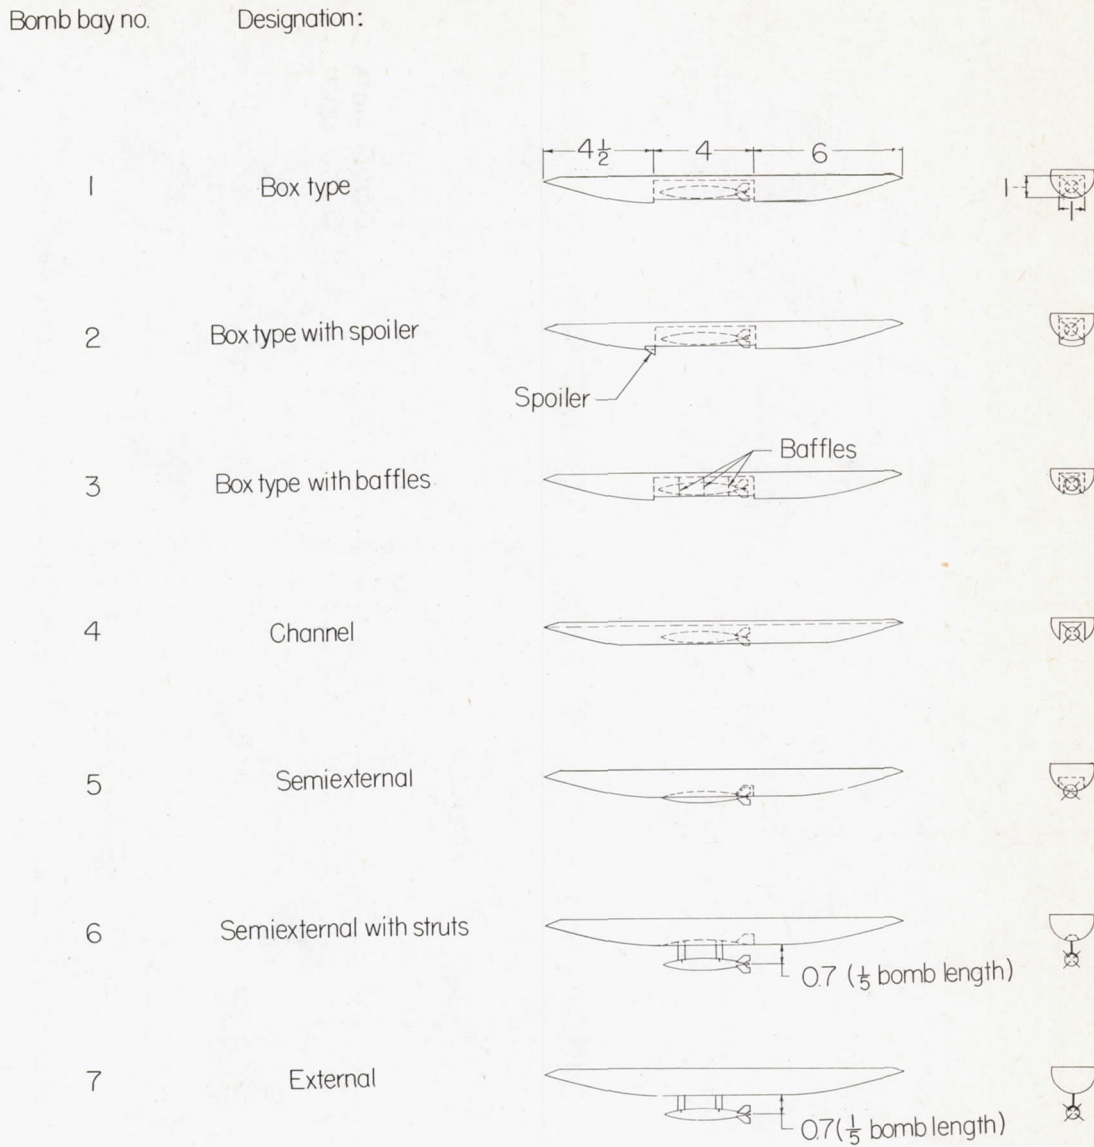 Bomb bay no. Designation:
4 1/2 4 6
1 Box type 1 1
2 Box type with spoiler
Spoiler
Baffles
3 Box type with baffles
4 Channel
5 Semiexternal
6 Semiexternal with struts
0.7 (1/5 bomb length)
7 External
0.7 (1/5 bomb length)